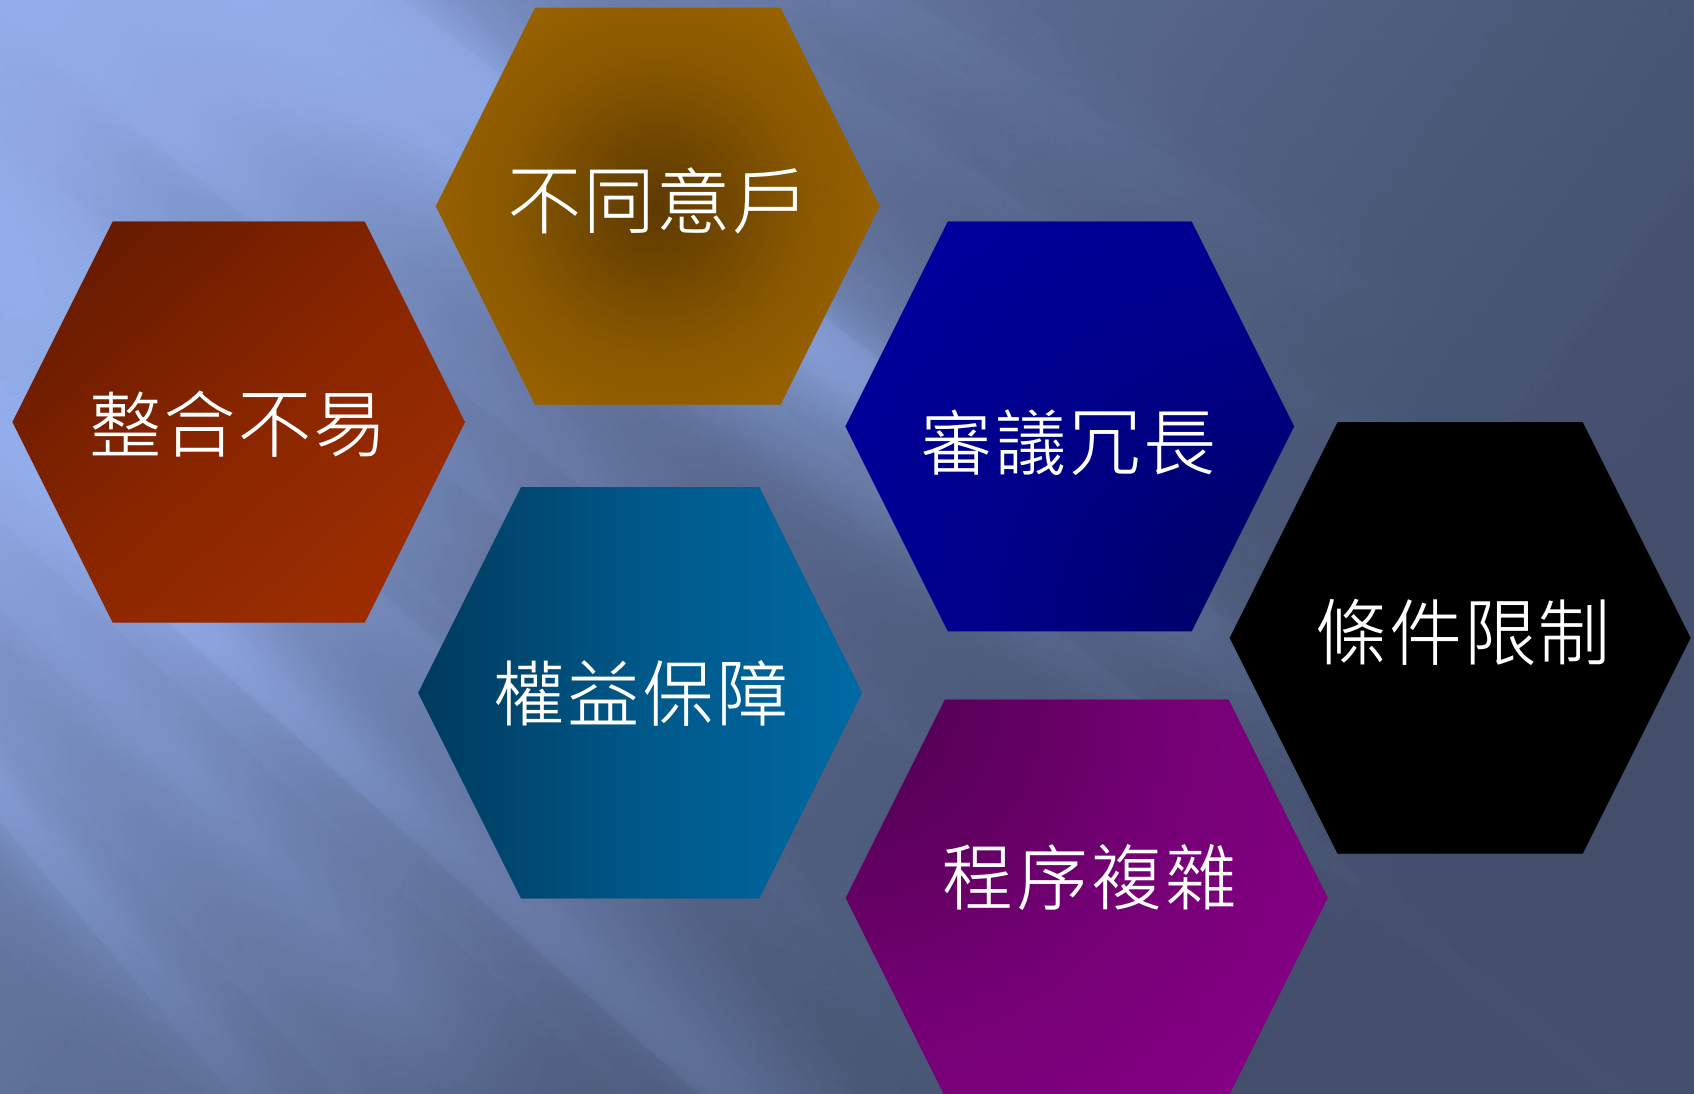 不同意戶
整合不易
審議冗長
條件限制
權益保障
程序複雜